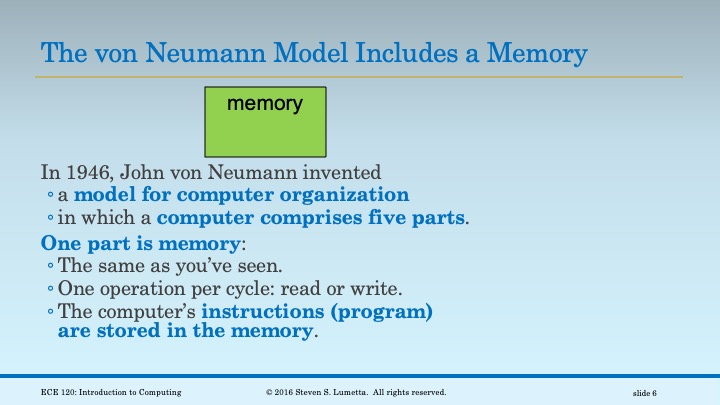 The von Neumann Model Includes a Memory
memory
In 1946, John von Neumann invented
◦a model for computer organization
◦in which a computer comprises five parts.
One part is memory:
◦The same as you’ve seen.
◦One operation per cycle: read or write.
◦The computer’s instructions (program)
are stored in the memory.
ECE 120: Introduction to Computing
© 2016 Steven S. Lumetta.  All rights reserved.
slide 6